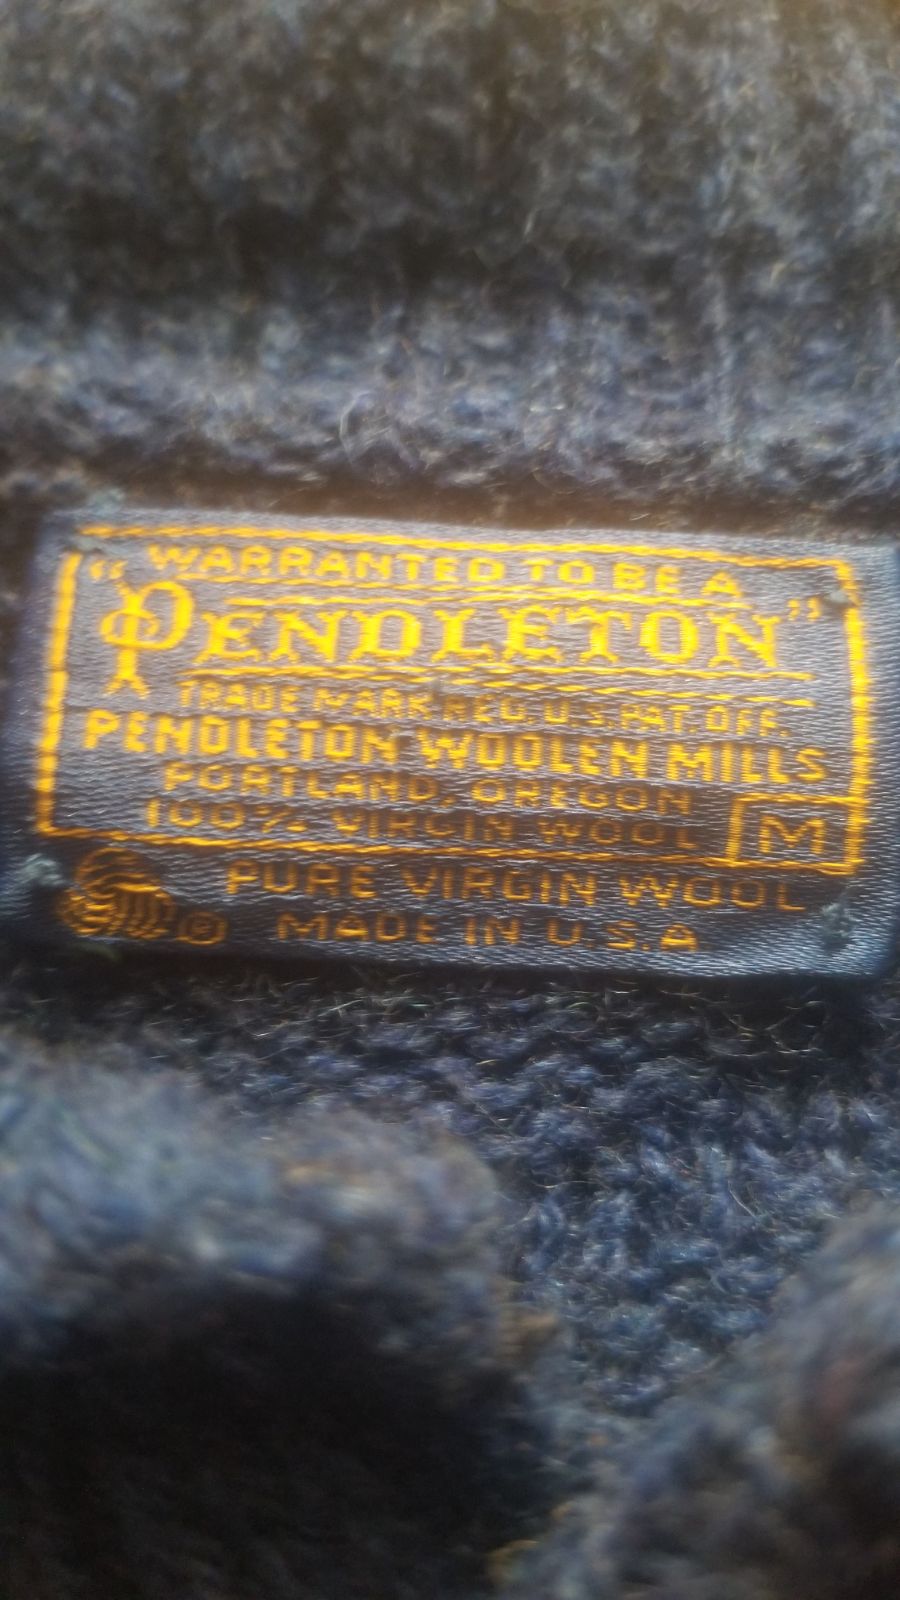 "WARRANTED TO BE A
PENDLETON"
TRADE MARK REG. U.S. PAT. OFF.
PENDLETON WOOLEN MILLS
PORTLAND, OREGON
100% VIRGIN WOOL M
PURE VIRGIN WOOL
® MADE IN U.S.A